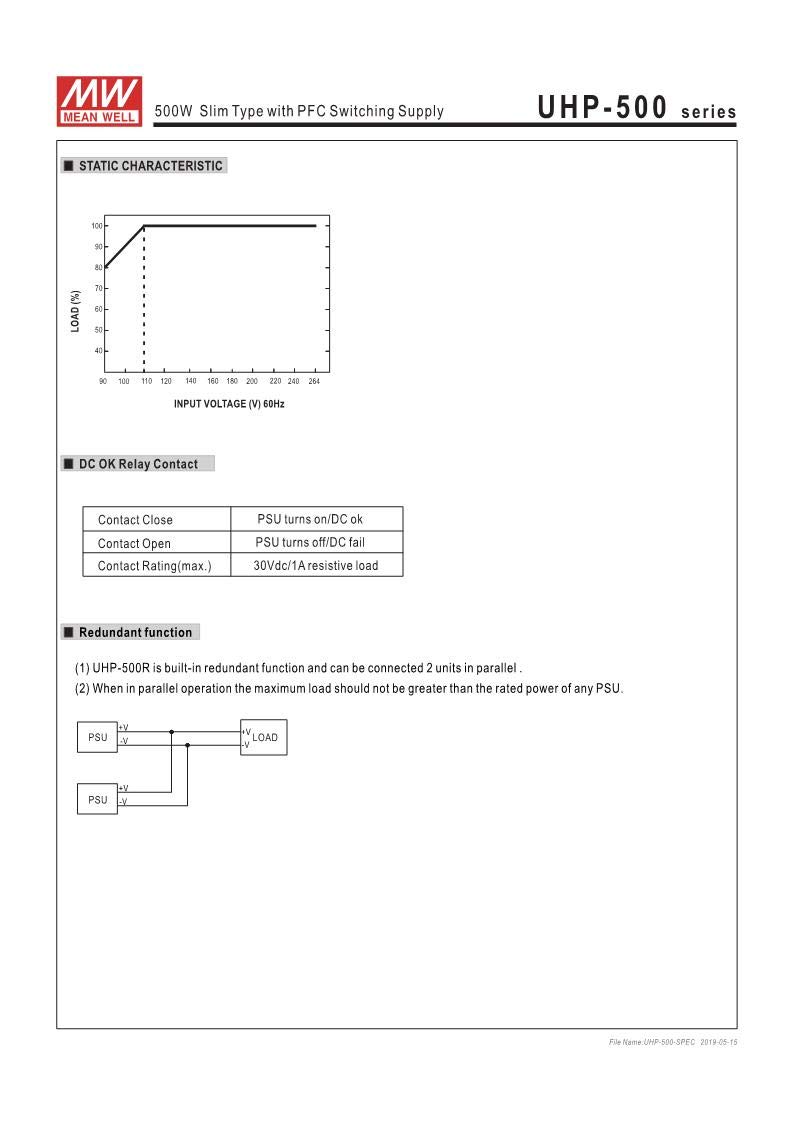 MW
MEAN WELL
500W Slim Type with PFC Switching Supply
UHP-500 series
STATIC CHARACTERISTIC
100
90
80
70
60
50
40
LOAD (%)
90 100 110 120 140 160 180 200 220 240 264
INPUT VOLTAGE (V) 60Hz
DC OK Relay Contact
Contact Close PSU turns on/DC ok
Contact Open PSU turns off/DC fail
Contact Rating(max.) 30Vdc/1A resistive load
Redundant function
(1) UHP-500R is built-in redundant function and can be connected 2 units in parallel .
(2) When in parallel operation the maximum load should not be greater than the rated power of any PSU.
PSU +V -V +V -V LOAD
PSU +V -V
File Name:UHP-500-SPEC 2019-05-15